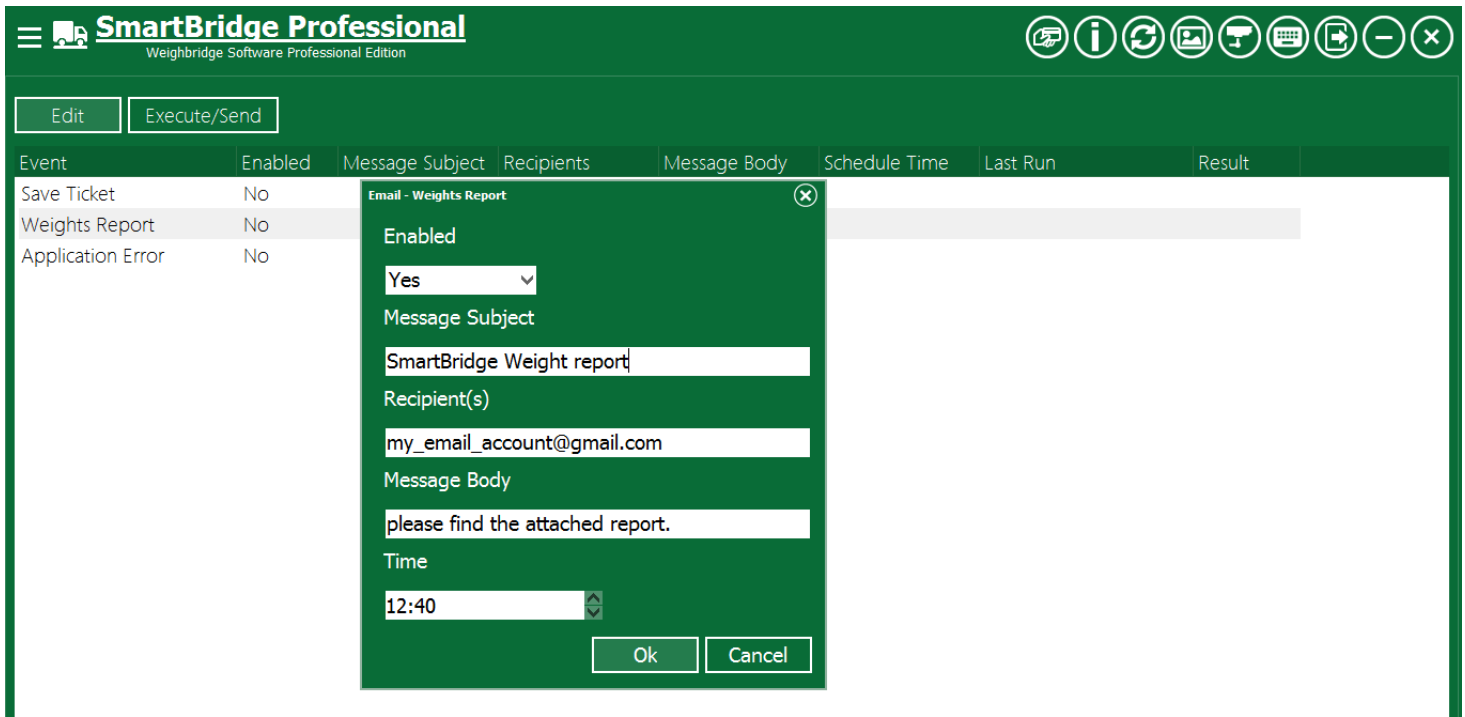 SmartBridge Professional
Weighbridge Software Professional Edition
Edit Execute/Send
Event Enabled Message Subject Recipients Message Body Schedule Time Last Run Result
Save Ticket No
Weights Report No
Application Error No
Email - Weights Report
Enabled
Yes
Message Subject
SmartBridge Weight report
Recipient(s)
my_email_account@gmail.com
Message Body
please find the attached report.
Time
12:40
Ok Cancel